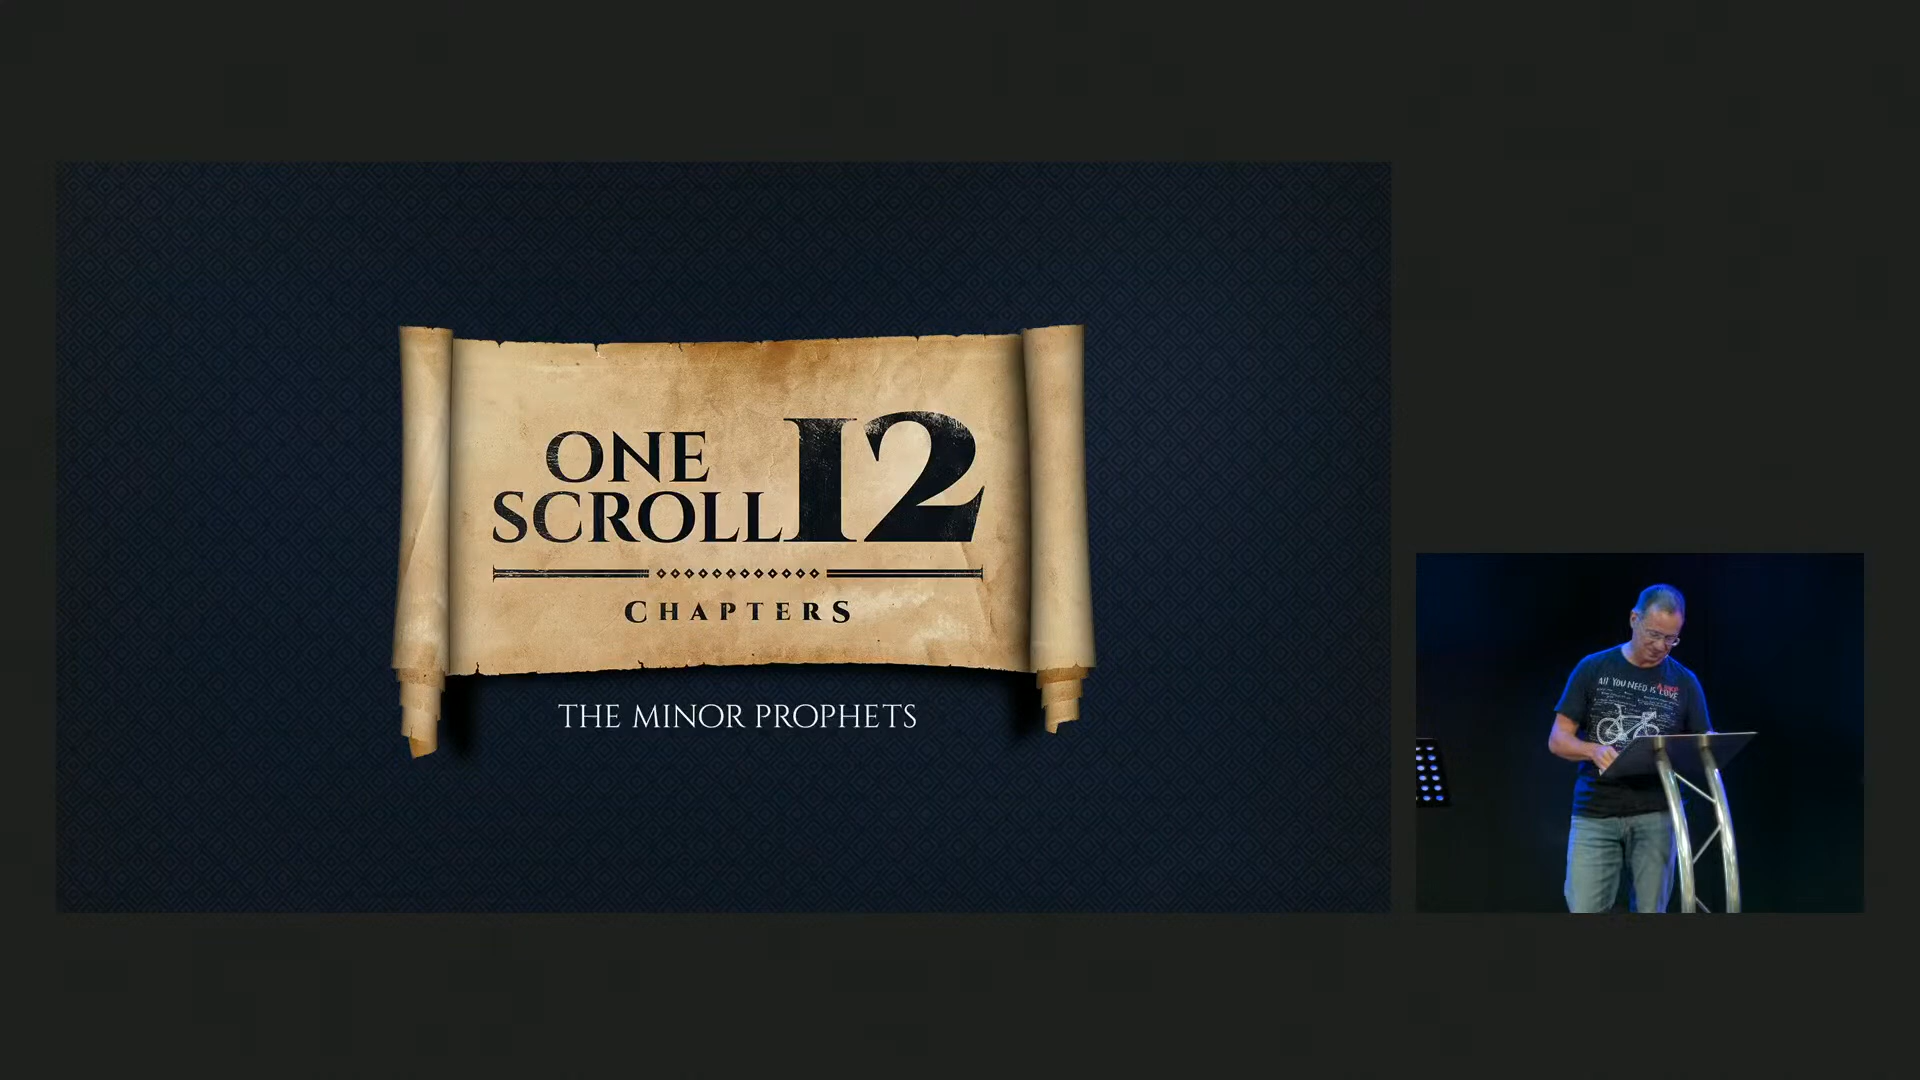 ONE
SCROLL 12
CHAPTERS
THE MINOR PROPHETS
All YOU NEED IS LOVE